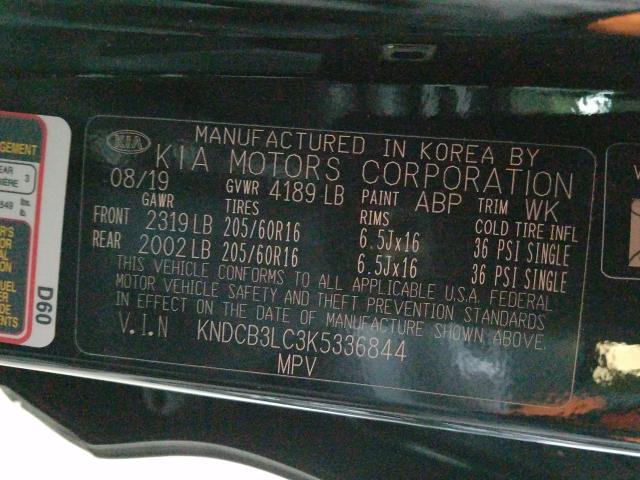 KIA
MANUFACTURED IN KOREA BY
KIA MOTORS CORPORATION
08/19 GVWR 4189 LB PAINT ABP TRIM WK
GAWR TIRES RIMS COLD TIRE INFL
FRONT 2319 LB 205/60R16 6.5Jx16 36 PSI SINGLE
REAR 2002 LB 205/60R16 6.5Jx16 36 PSI SINGLE
THIS VEHICLE CONFORMS TO ALL APPLICABLE U.S.A. FEDERAL
MOTOR VEHICLE SAFETY AND THEFT PREVENTION STANDARDS
IN EFFECT ON THE DATE OF MANUFACTURE SHOWN ABOVE.
V.I.N KNDCB3LC3K5336844
MPV
D60